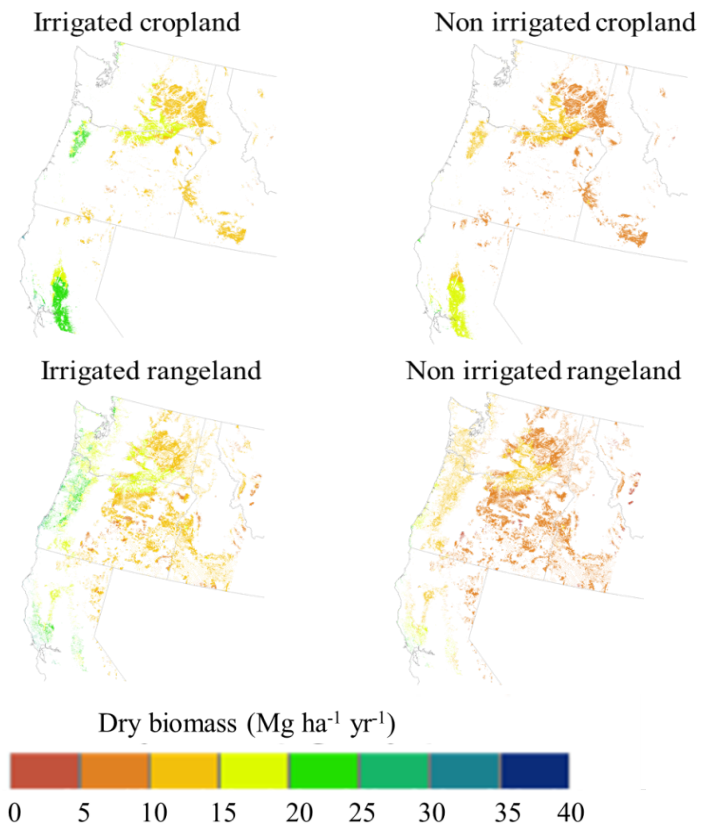 Irrigated cropland
Non irrigated cropland
Irrigated rangeland
Non irrigated rangeland
Dry biomass (Mg ha⁻¹ yr⁻¹)
0 5 10 15 20 25 30 35 40